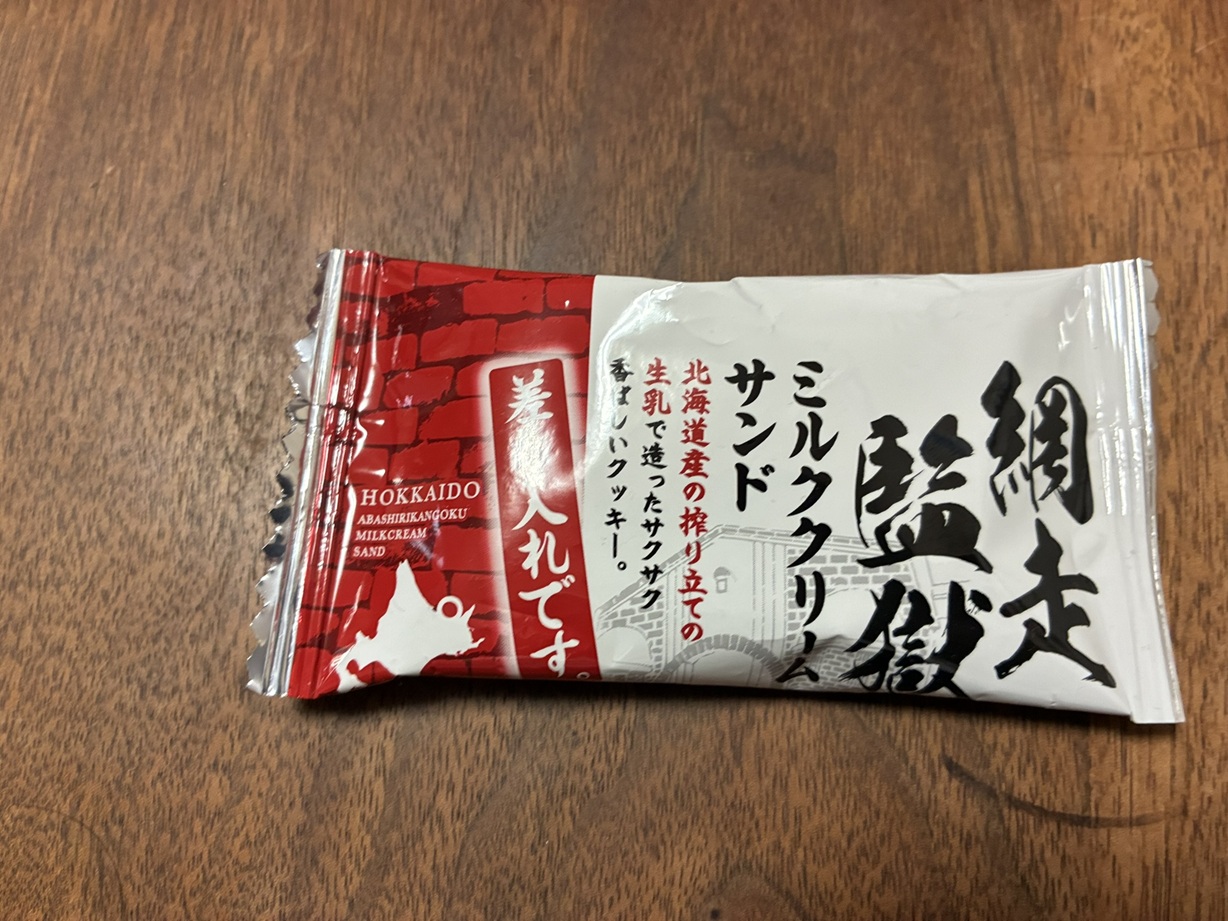 網走
監獄
ミルククリーム
サンド
北海道産の搾り立ての
生乳で造ったサクサク
香ばしいクッキー。
差し入れです。
HOKKAIDO
ABASHIRIKANGOKU
MILKCREAM
SAND